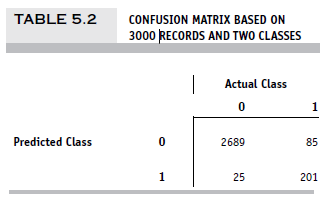 TABLE 5.2
CONFUSION MATRIX BASED ON
3000 RECORDS AND TWO CLASSES
Actual Class
0 1
Predicted Class 0 2689 85
1 25 201